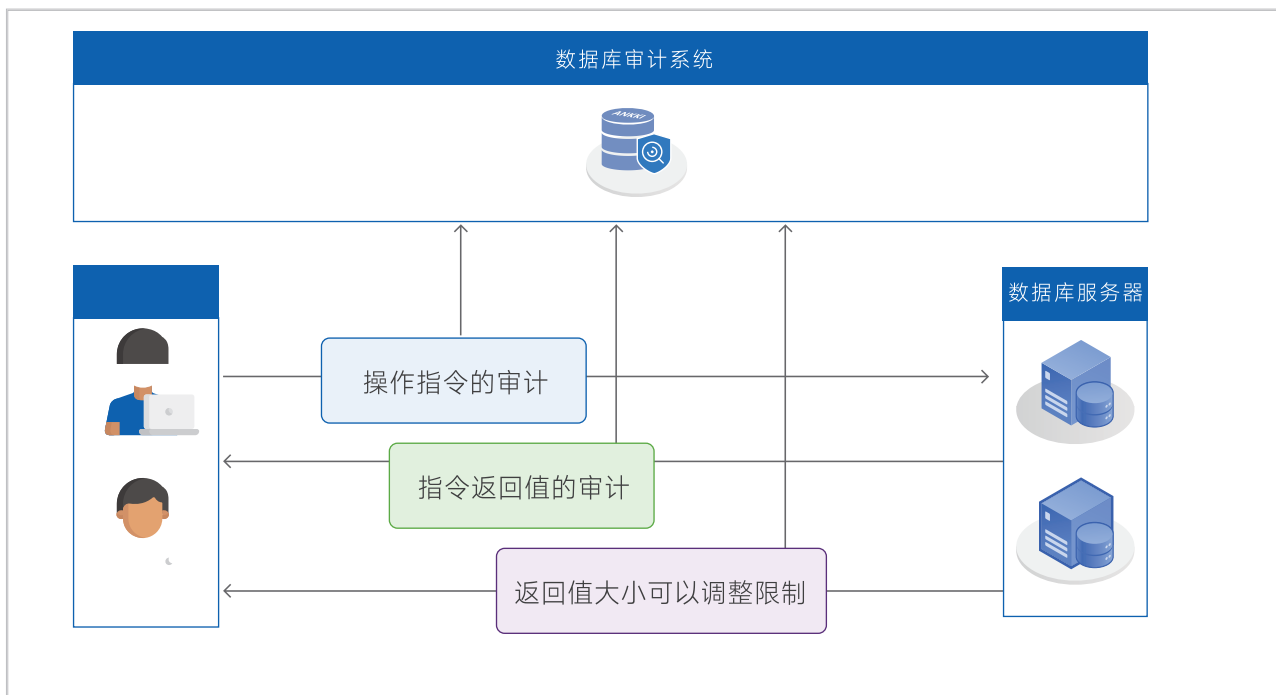 数据库审计系统
ANKKI
数据库服务器
操作指令的审计
指令返回值的审计
返回值大小可以调整限制